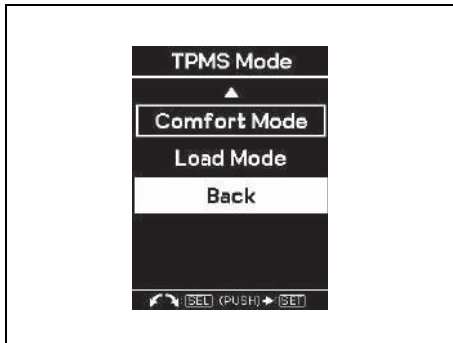 TPMS Mode
Comfort Mode
Load Mode
Back
SEL (PUSH) SET